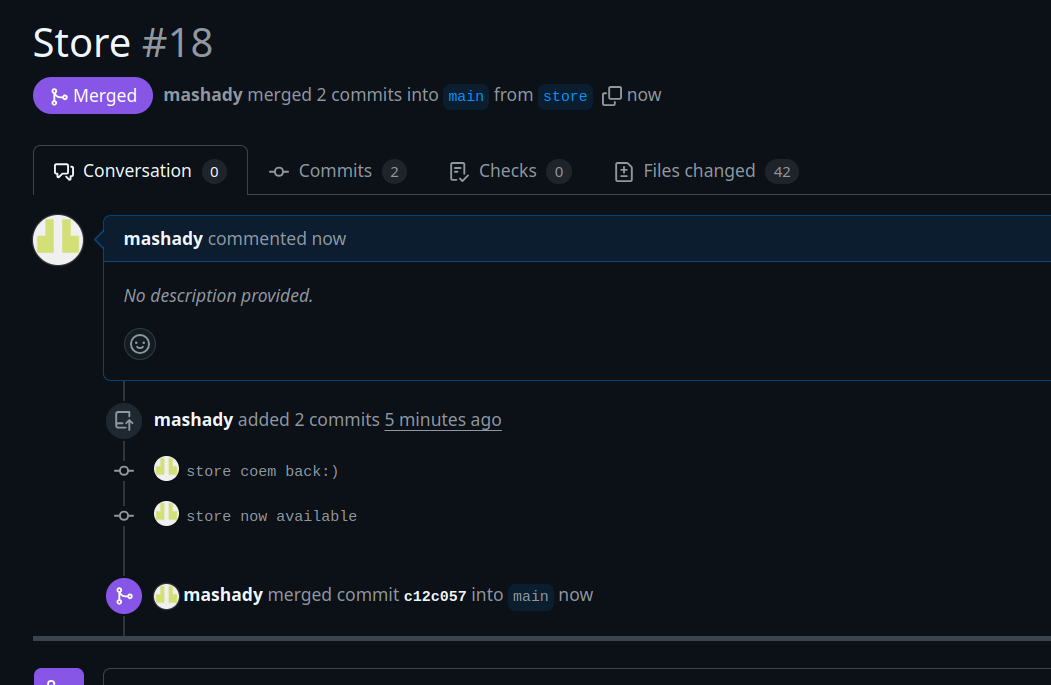 Store #18
Merged mashady merged 2 commits into main from store now
Conversation 0 Commits 2 Checks 0 Files changed 42
mashady commented now
No description provided.
mashady added 2 commits 5 minutes ago
store coem back:)
store now available
mashady merged commit c12c057 into main now